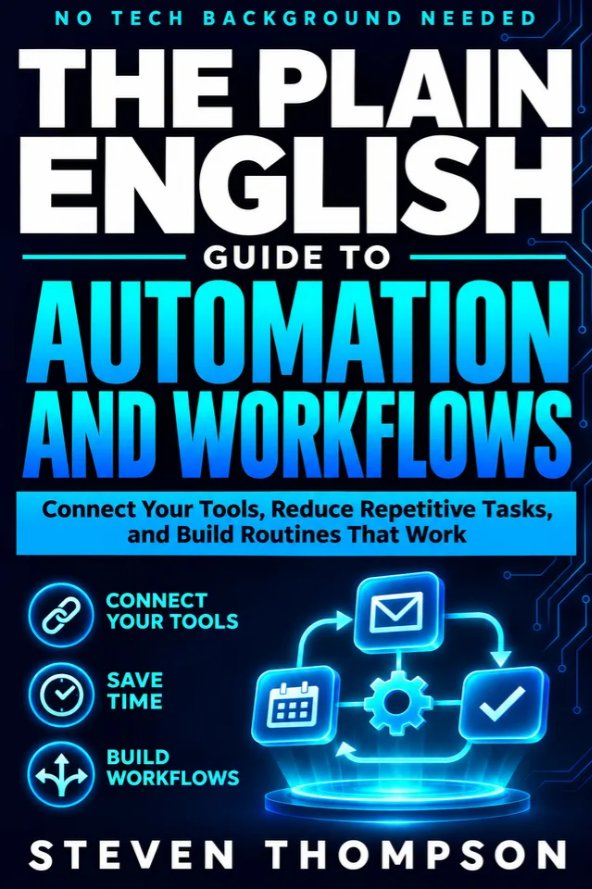 NO TECH BACKGROUND NEEDED
THE PLAIN
ENGLISH
GUIDE TO
AUTOMATION
AND WORKFLOWS
Connect Your Tools, Reduce Repetitive Tasks,
and Build Routines That Work
CONNECT
YOUR TOOLS
SAVE
TIME
BUILD
WORKFLOWS
STEVEN THOMPSON